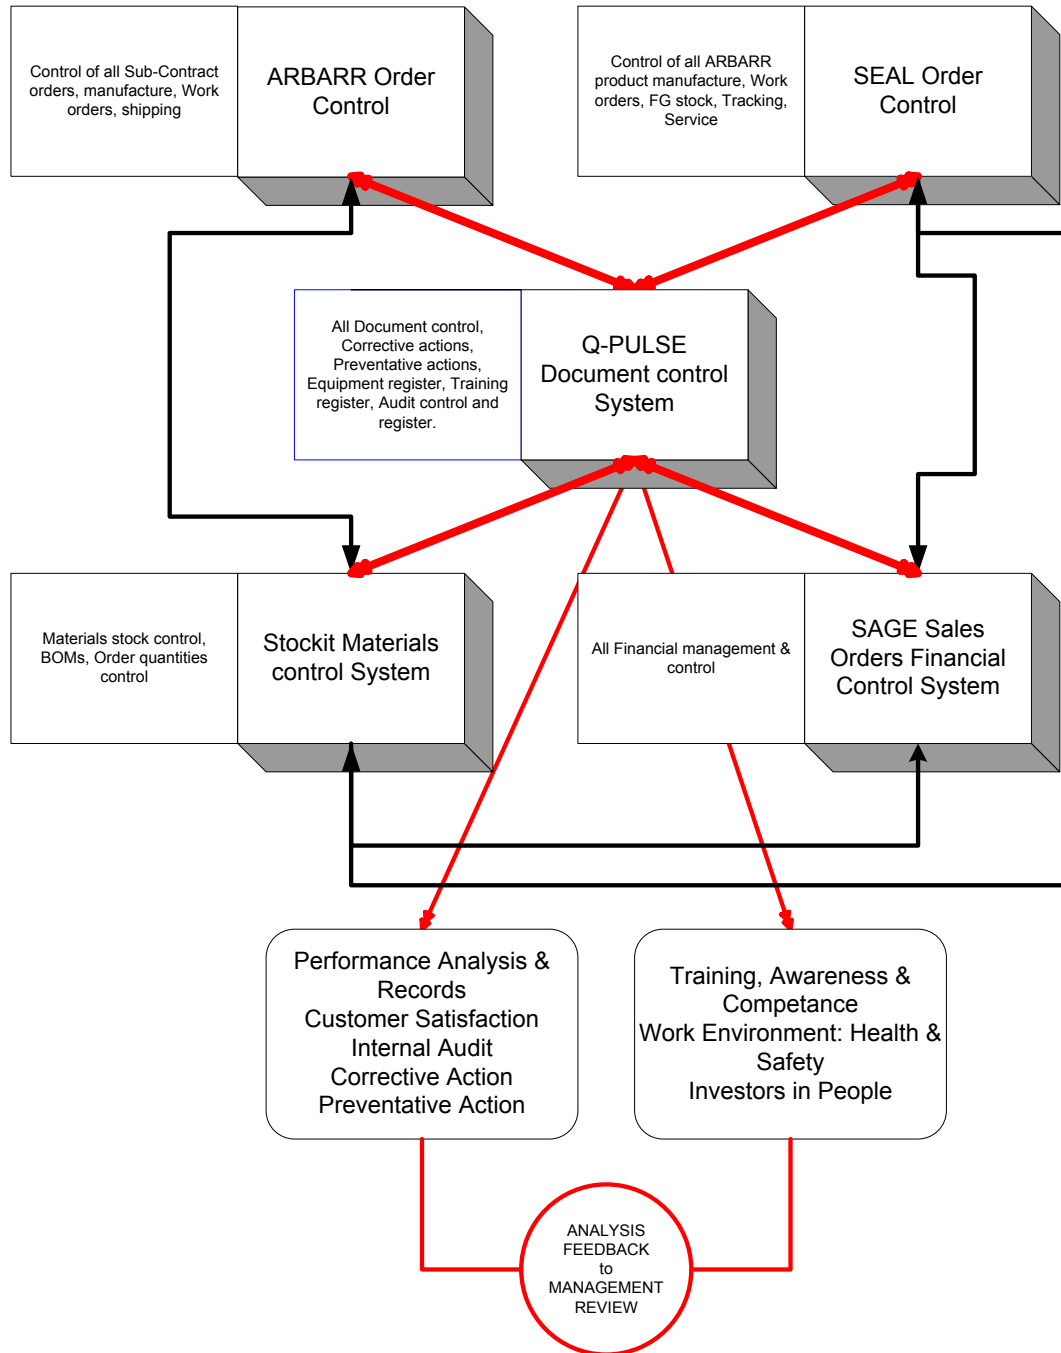 Control of all Sub-Contract
orders, manufacture, Work
orders, shipping
ARBARR Order
Control
Control of all ARBARR
product manufacture, Work
orders, FG stock, Tracking,
Service
SEAL Order
Control
All Document control,
Corrective actions,
Preventative actions,
Equipment register, Training
register, Audit control and
register.
Q-PULSE
Document control
System
Materials stock control,
BOMs, Order quantities
control
Stockit Materials
control System
All Financial management &
control
SAGE Sales
Orders Financial
Control System
Performance Analysis &
Records
Customer Satisfaction
Internal Audit
Corrective Action
Preventative Action
Training, Awareness &
Competance
Work Environment: Health &
Safety
Investors in People
ANALYSIS
FEEDBACK
to
MANAGEMENT
REVIEW